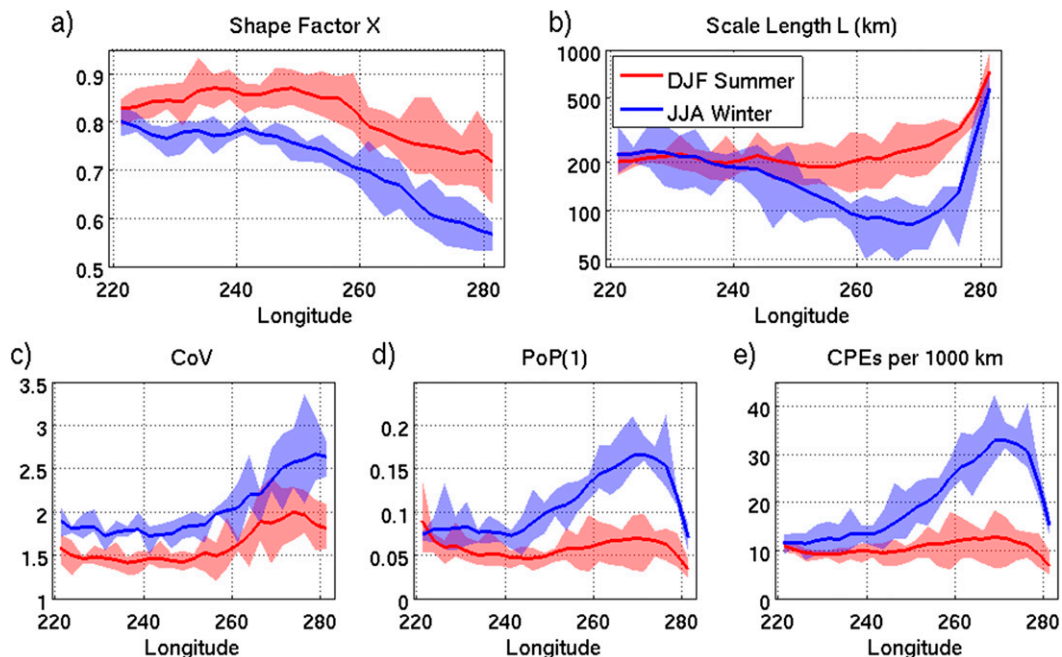 a) Shape Factor X
0.9
0.8
0.7
0.6
0.5
220 240 260 280
Longitude
b) Scale Length L (km)
1000
500
200
100
50
DJF Summer
JJA Winter
220 240 260 280
Longitude
c) CoV
3.5
3
2.5
2
1.5
1
220 240 260 280
Longitude
d) PoP(1)
0.2
0.15
0.1
0.05
0
220 240 260 280
Longitude
e) CPEs per 1000 km
40
30
20
10
0
220 240 260 280
Longitude